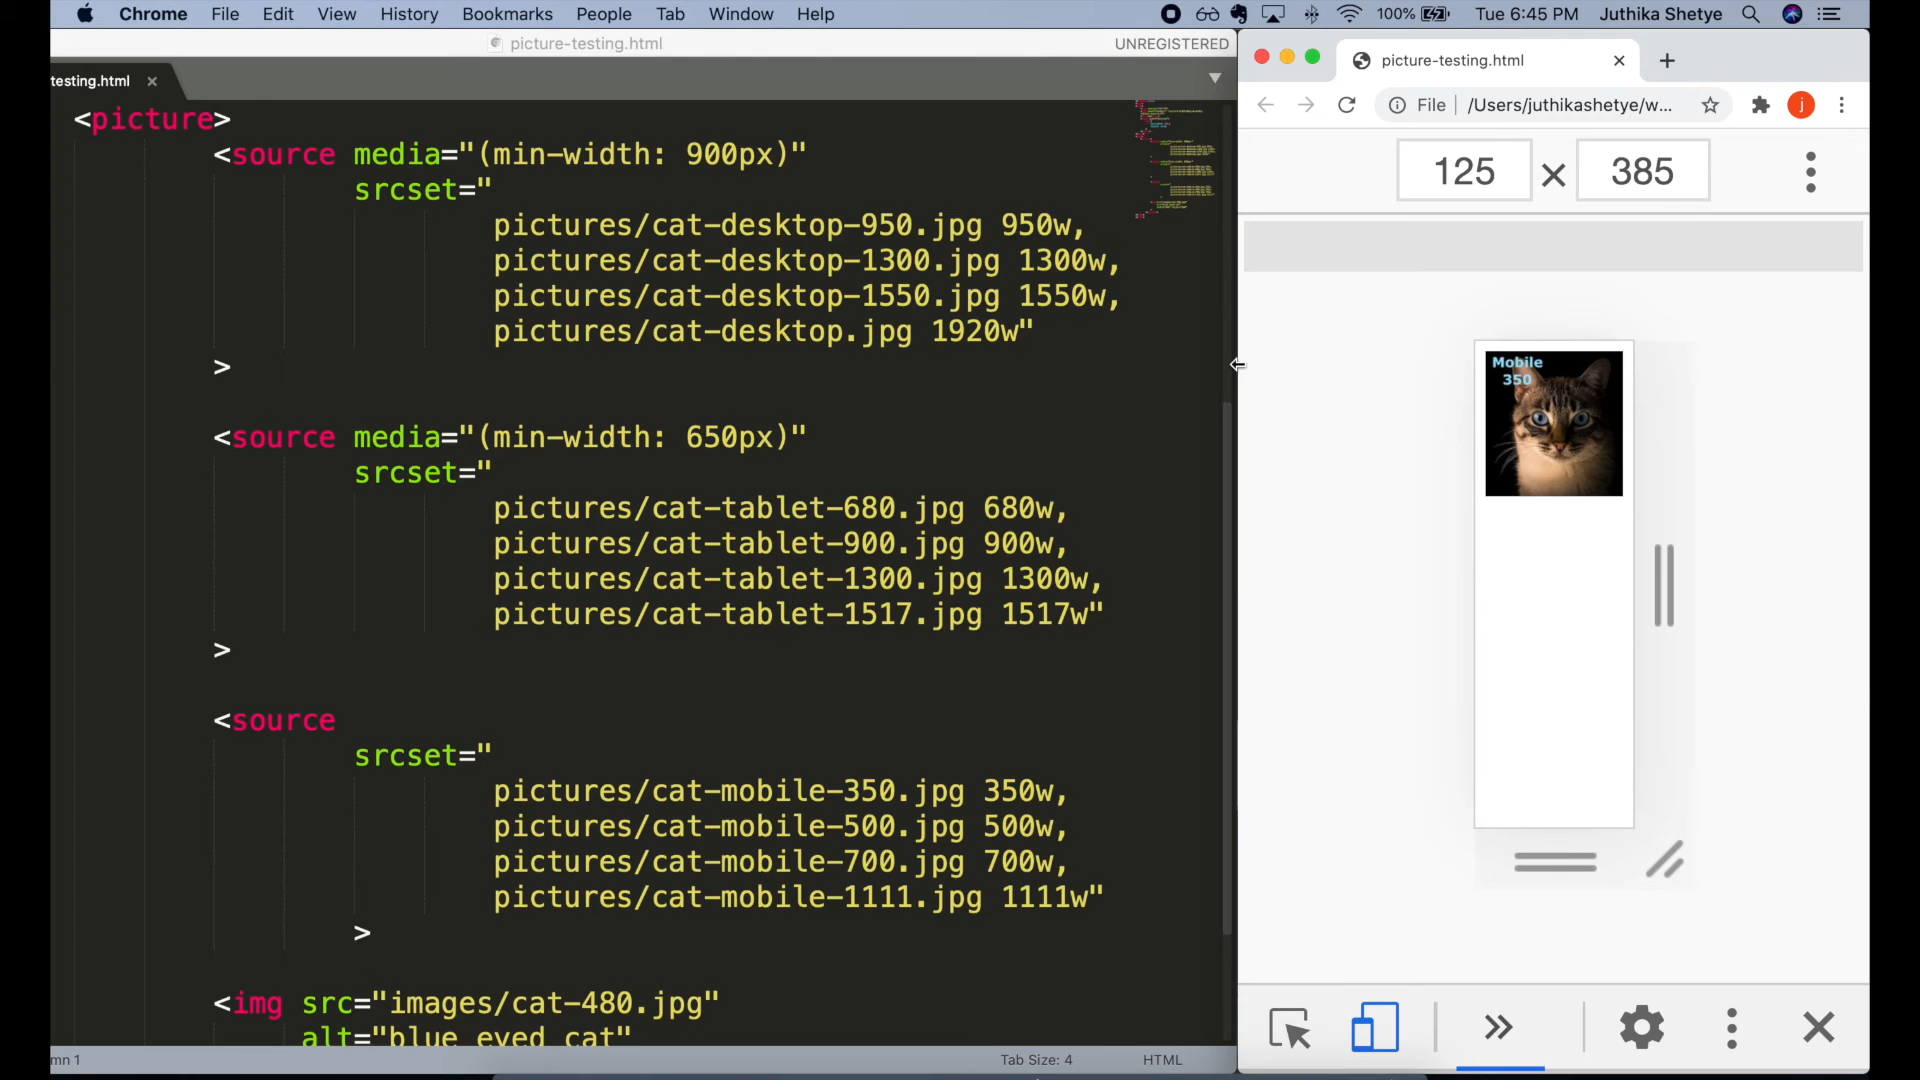 Chrome File Edit View History Bookmarks People Tab Window Help 100% Tue 6:45 PM Juthika Shetye
picture-testing.html UNREGISTERED
testing.html
<picture>
<source media="(min-width: 900px)"
srcset="
pictures/cat-desktop-950.jpg 950w,
pictures/cat-desktop-1300.jpg 1300w,
pictures/cat-desktop-1550.jpg 1550w,
pictures/cat-desktop.jpg 1920w"
>
<source media="(min-width: 650px)"
srcset="
pictures/cat-tablet-680.jpg 680w,
pictures/cat-tablet-900.jpg 900w,
pictures/cat-tablet-1300.jpg 1300w,
pictures/cat-tablet-1517.jpg 1517w"
>
<source
srcset="
pictures/cat-mobile-350.jpg 350w,
pictures/cat-mobile-500.jpg 500w,
pictures/cat-mobile-700.jpg 700w,
pictures/cat-mobile-1111.jpg 1111w"
>
<img src="images/cat-480.jpg"
alt="blue eyed cat"
mn 1 Tab Size: 4 HTML
picture-testing.html
File /Users/juthikashetye/w... j
125 × 385
Mobile
350